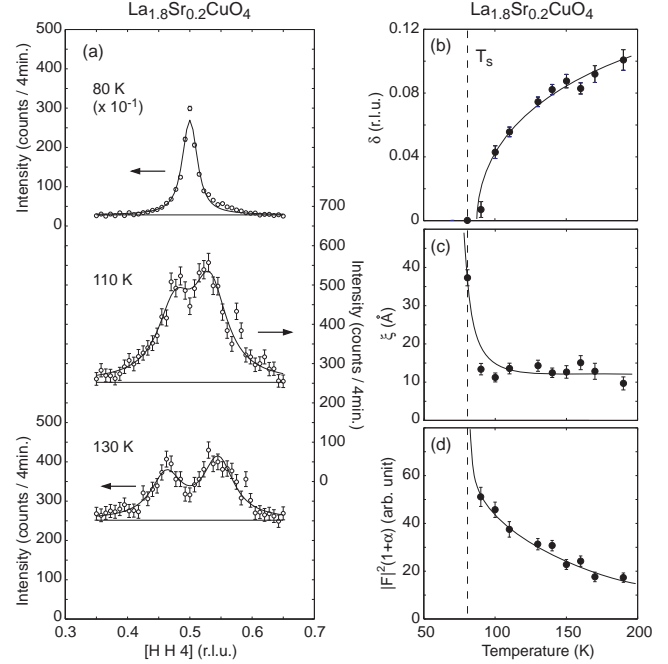 La1.8Sr0.2CuO4
(a)
500
400
300
200
100
0
80 K
(x 10-1)
Intensity (counts / 4min.)
700
600
500
400
300
200
100
0
110 K
Intensity (counts / 4min.)
130 K
500
400
300
200
100
0
Intensity (counts / 4min.)
0.3 0.4 0.5 0.6 0.7
[H H 4] (r.l.u.)
La1.8Sr0.2CuO4
(b)
Ts
0.12
0.08
0.04
0
δ (r.l.u.)
(c)
40
30
20
10
0
ξ (Å)
(d)
60
40
20
0
|F|2(1+α) (arb. unit)
50 100 150 200
Temperature (K)